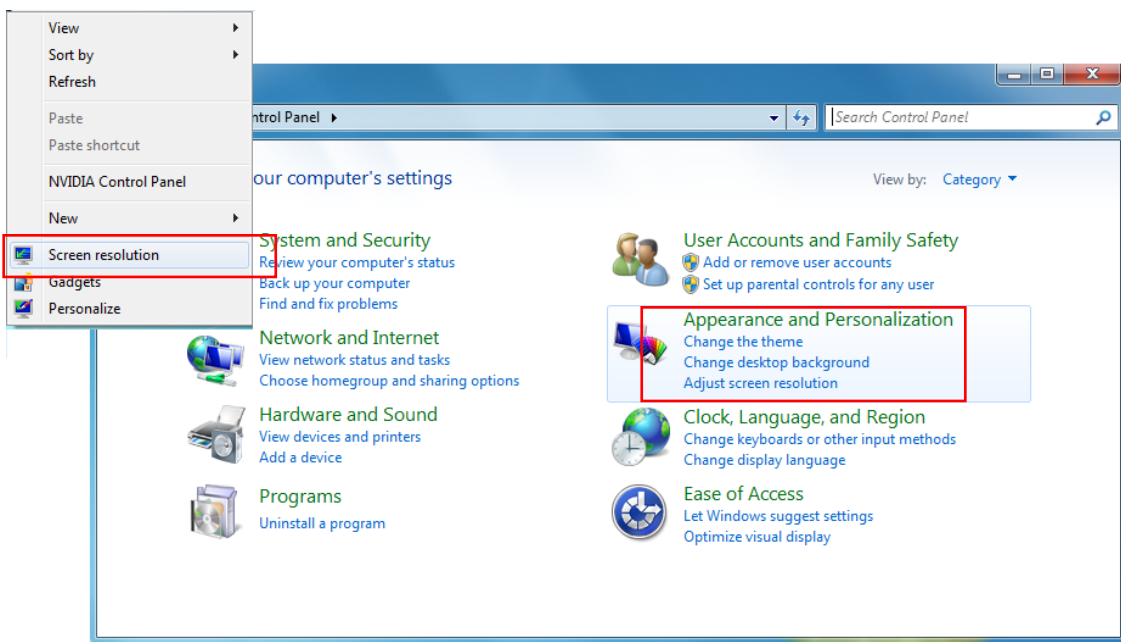 View
Sort by
Refresh
Paste
Paste shortcut
NVIDIA Control Panel
New
Screen resolution
Gadgets
Personalize
ntrol Panel
Search Control Panel
our computer's settings
View by: Category
System and Security
Review your computer's status
Back up your computer
Find and fix problems
Network and Internet
View network status and tasks
Choose homegroup and sharing options
Hardware and Sound
View devices and printers
Add a device
Programs
Uninstall a program
User Accounts and Family Safety
Add or remove user accounts
Set up parental controls for any user
Appearance and Personalization
Change the theme
Change desktop background
Adjust screen resolution
Clock, Language, and Region
Change keyboards or other input methods
Change display language
Ease of Access
Let Windows suggest settings
Optimize visual display